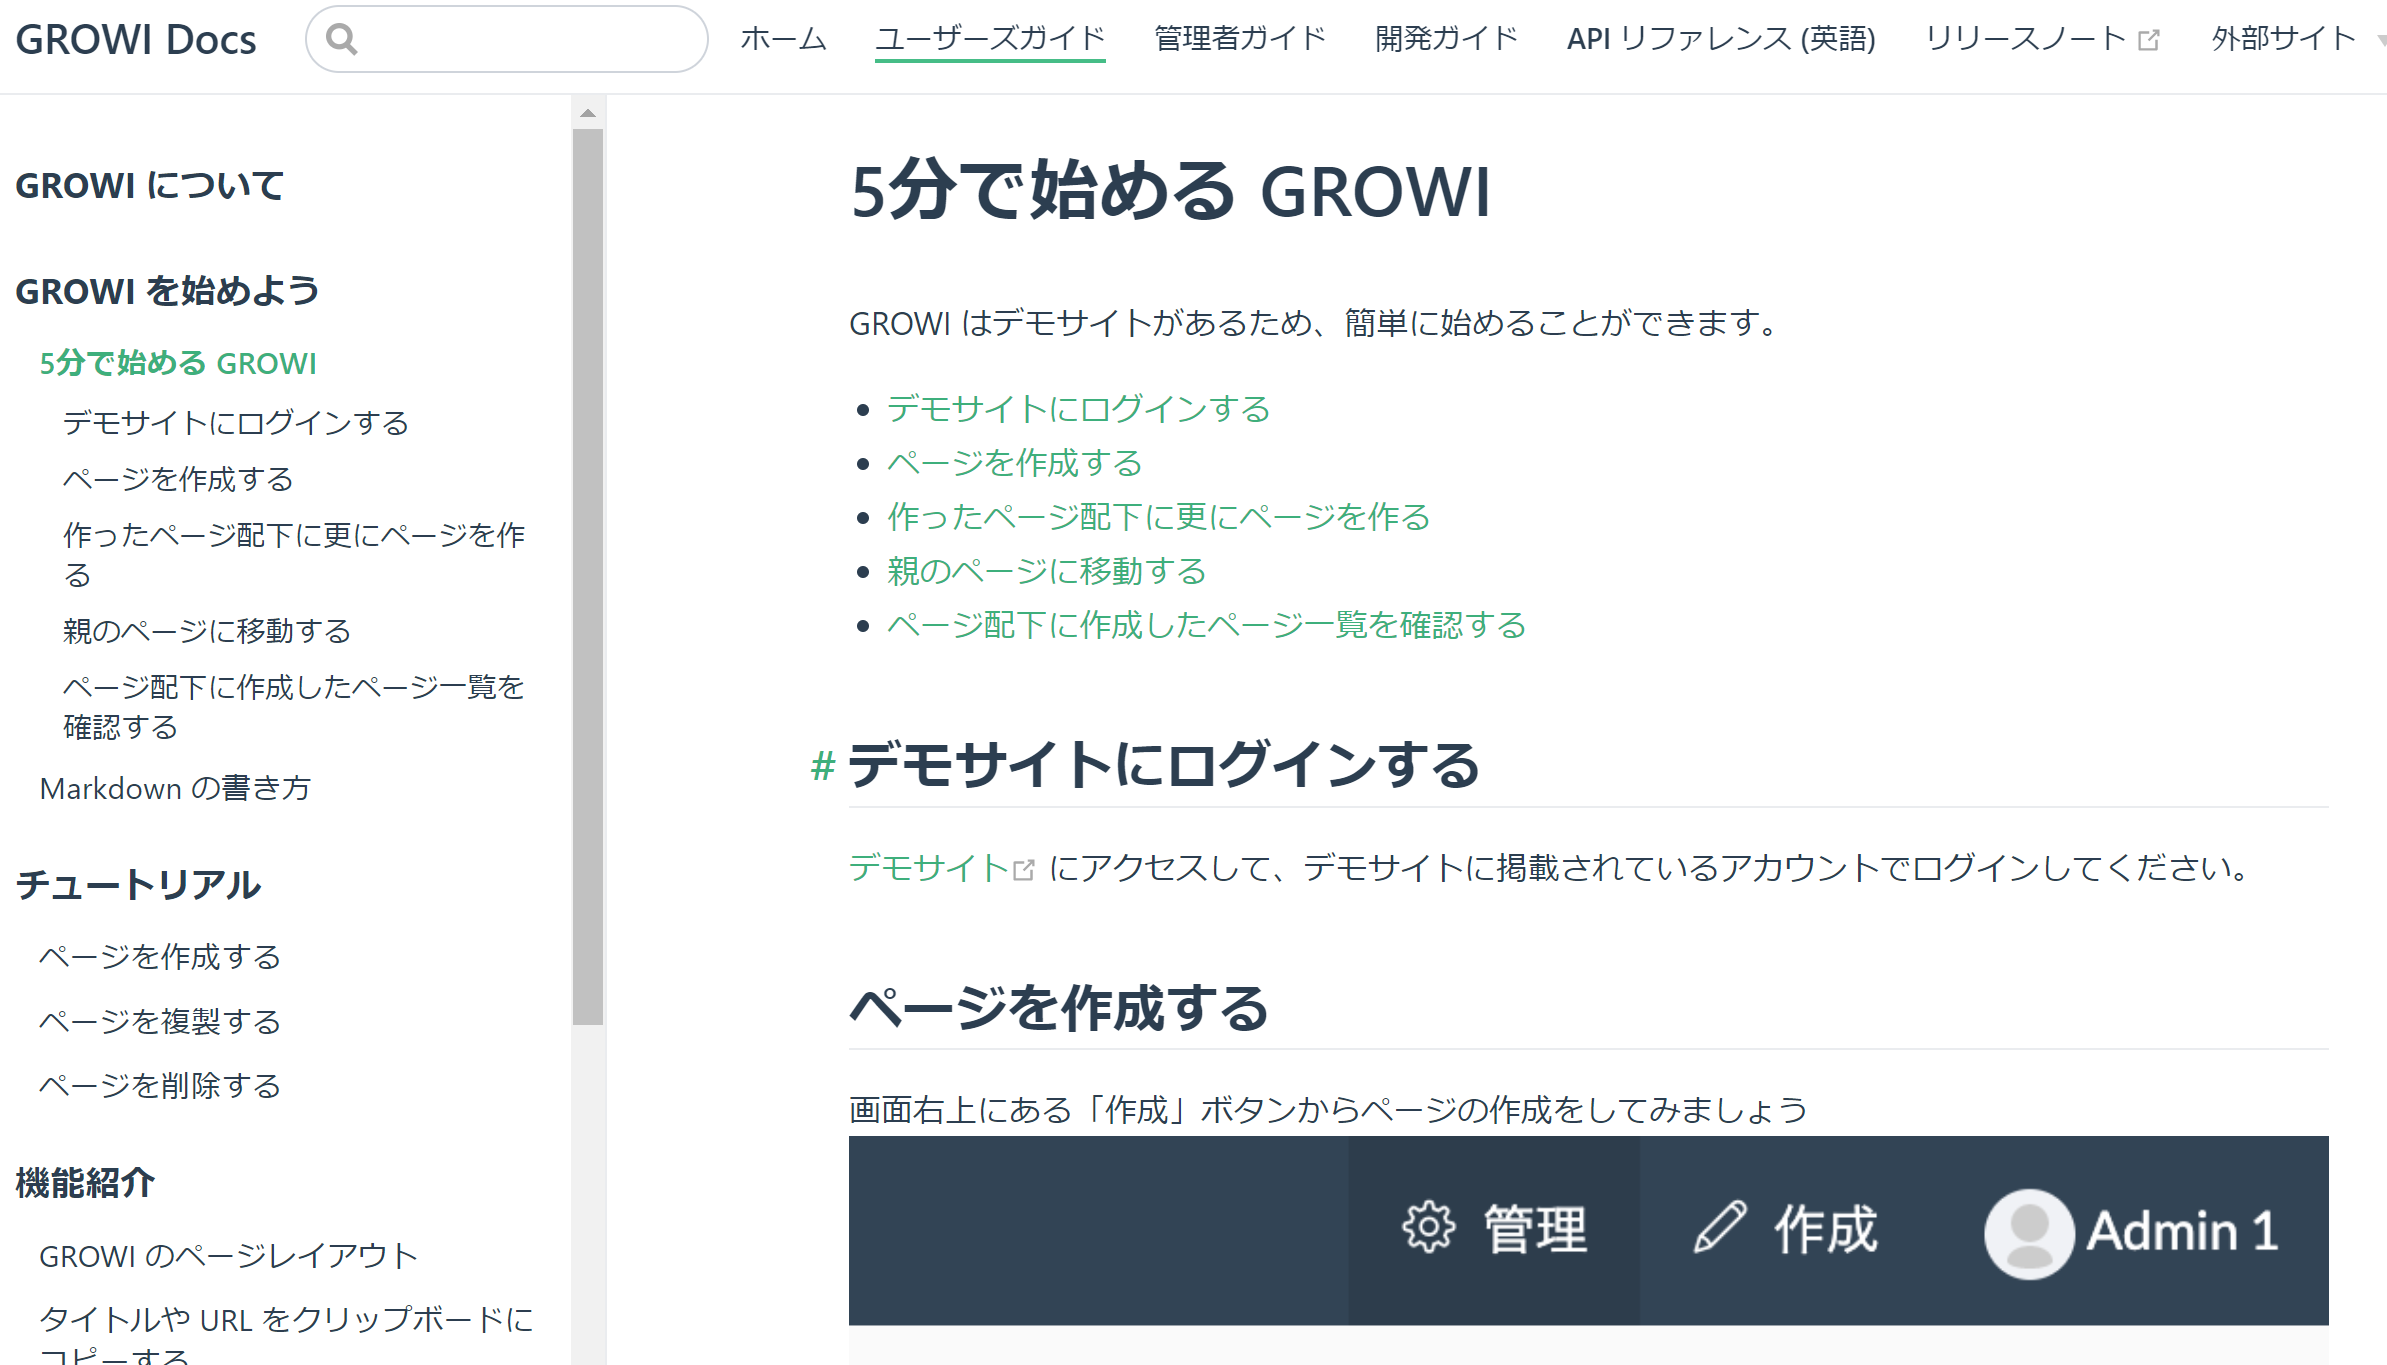 GROWI Docs
ホーム
ユーザーズガイド
管理者ガイド
開発ガイド
API リファレンス (英語)
リリースノート
外部サイト
GROWI について
GROWI を始めよう
5分で始める GROWI
デモサイトにログインする
ページを作成する
作ったページ配下に更にページを作
る
親のページに移動する
ページ配下に作成したページ一覧を
確認する
Markdown の書き方
チュートリアル
ページを作成する
ページを複製する
ページを削除する
機能紹介
GROWI のページレイアウト
タイトルや URL をクリップボードに
コピーする
5分で始める GROWI
GROWI はデモサイトがあるため、簡単に始めることができます。
デモサイトにログインする
ページを作成する
作ったページ配下に更にページを作る
親のページに移動する
ページ配下に作成したページ一覧を確認する
# デモサイトにログインする
デモサイト にアクセスして、デモサイトに掲載されているアカウントでログインしてください。
ページを作成する
画面右上にある「作成」ボタンからページの作成をしてみましょう
管理
作成
Admin 1